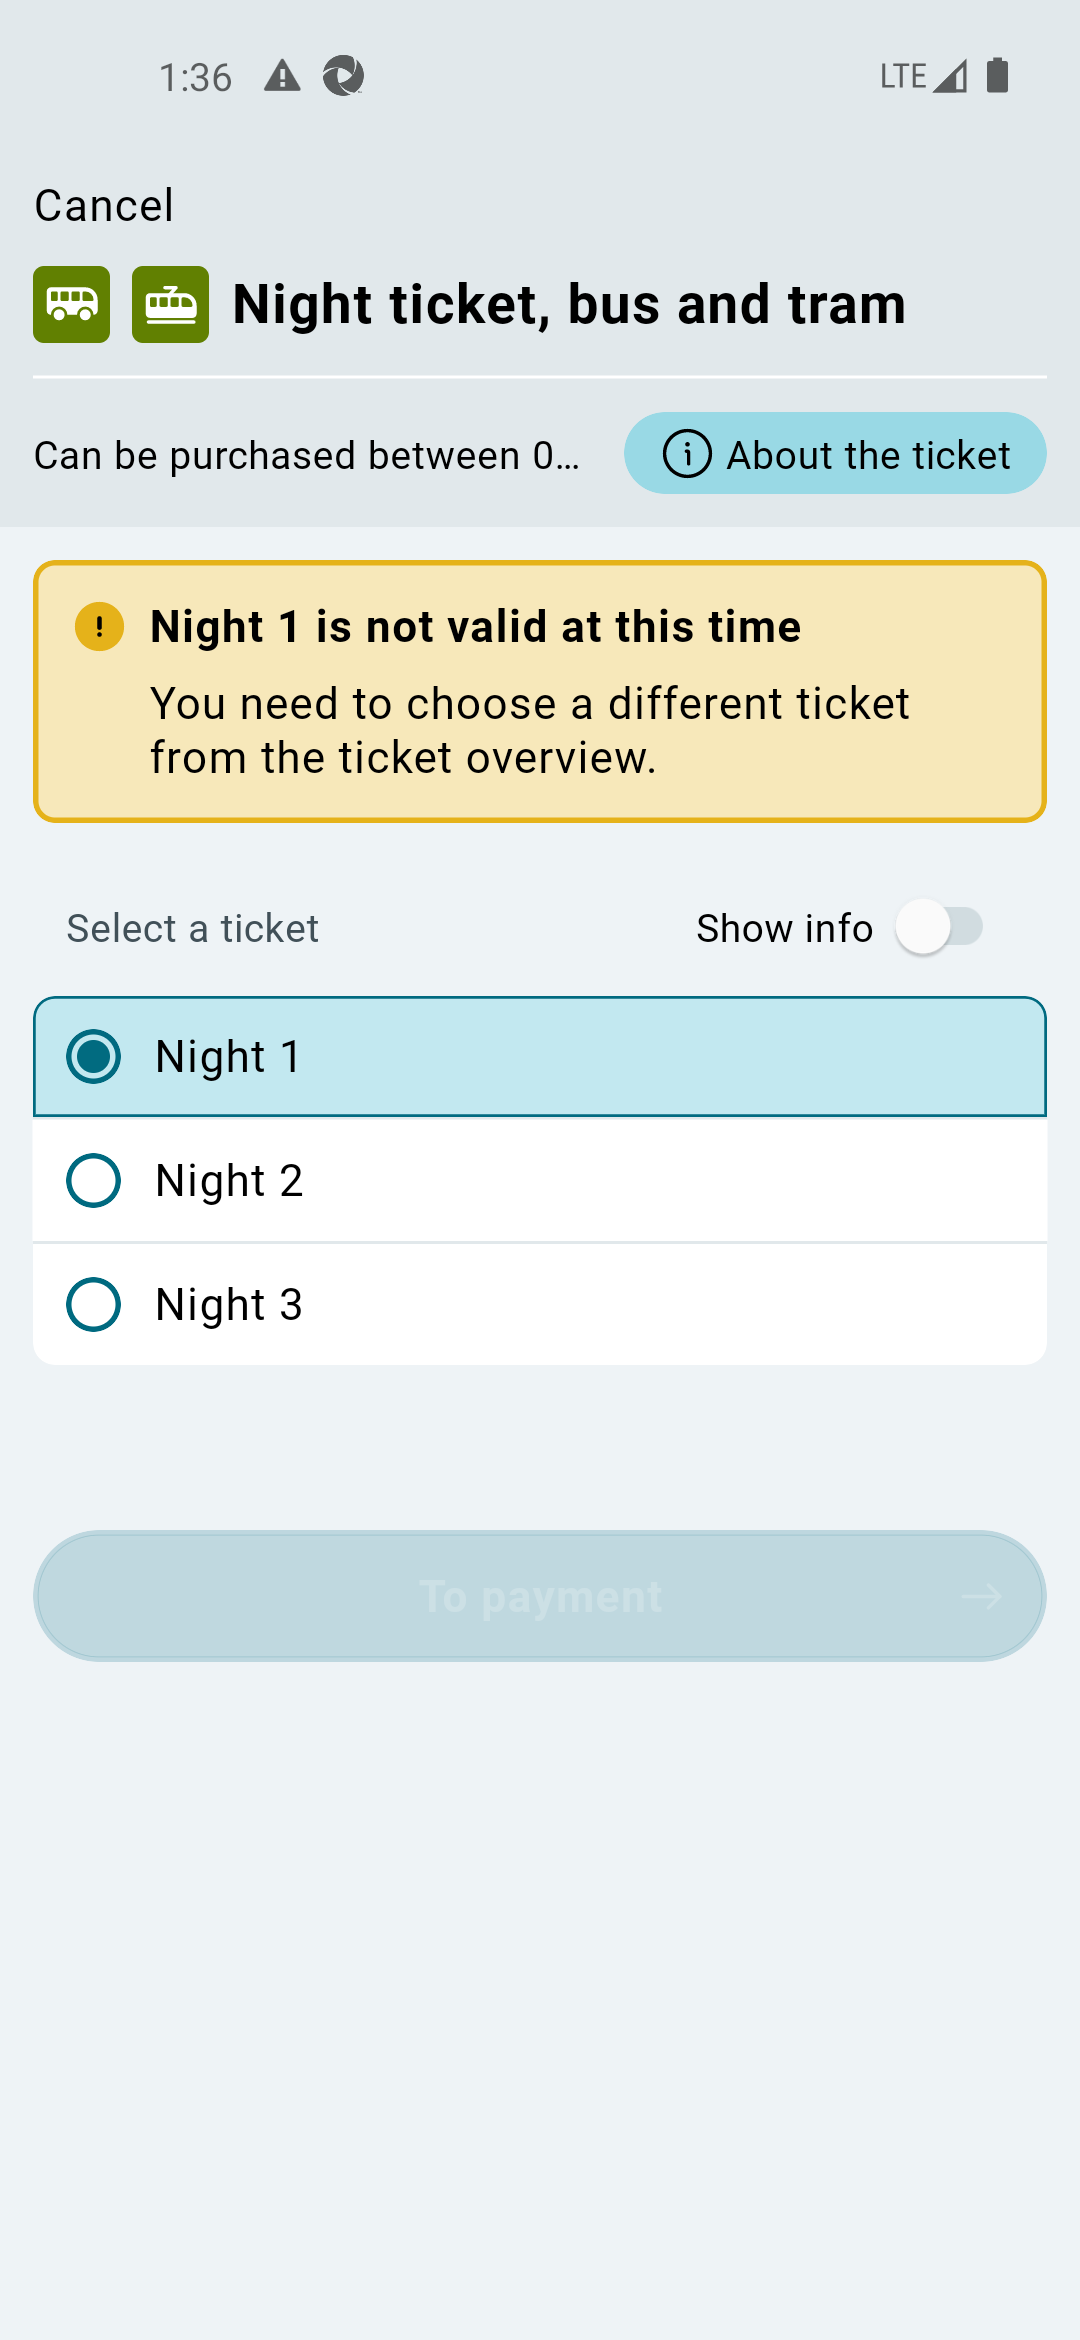 1:36
LTE
Cancel
Night ticket, bus and tram
Can be purchased between 0…
About the ticket
Night 1 is not valid at this time
You need to choose a different ticket
from the ticket overview.
Select a ticket
Show info
Night 1
Night 2
Night 3
To payment